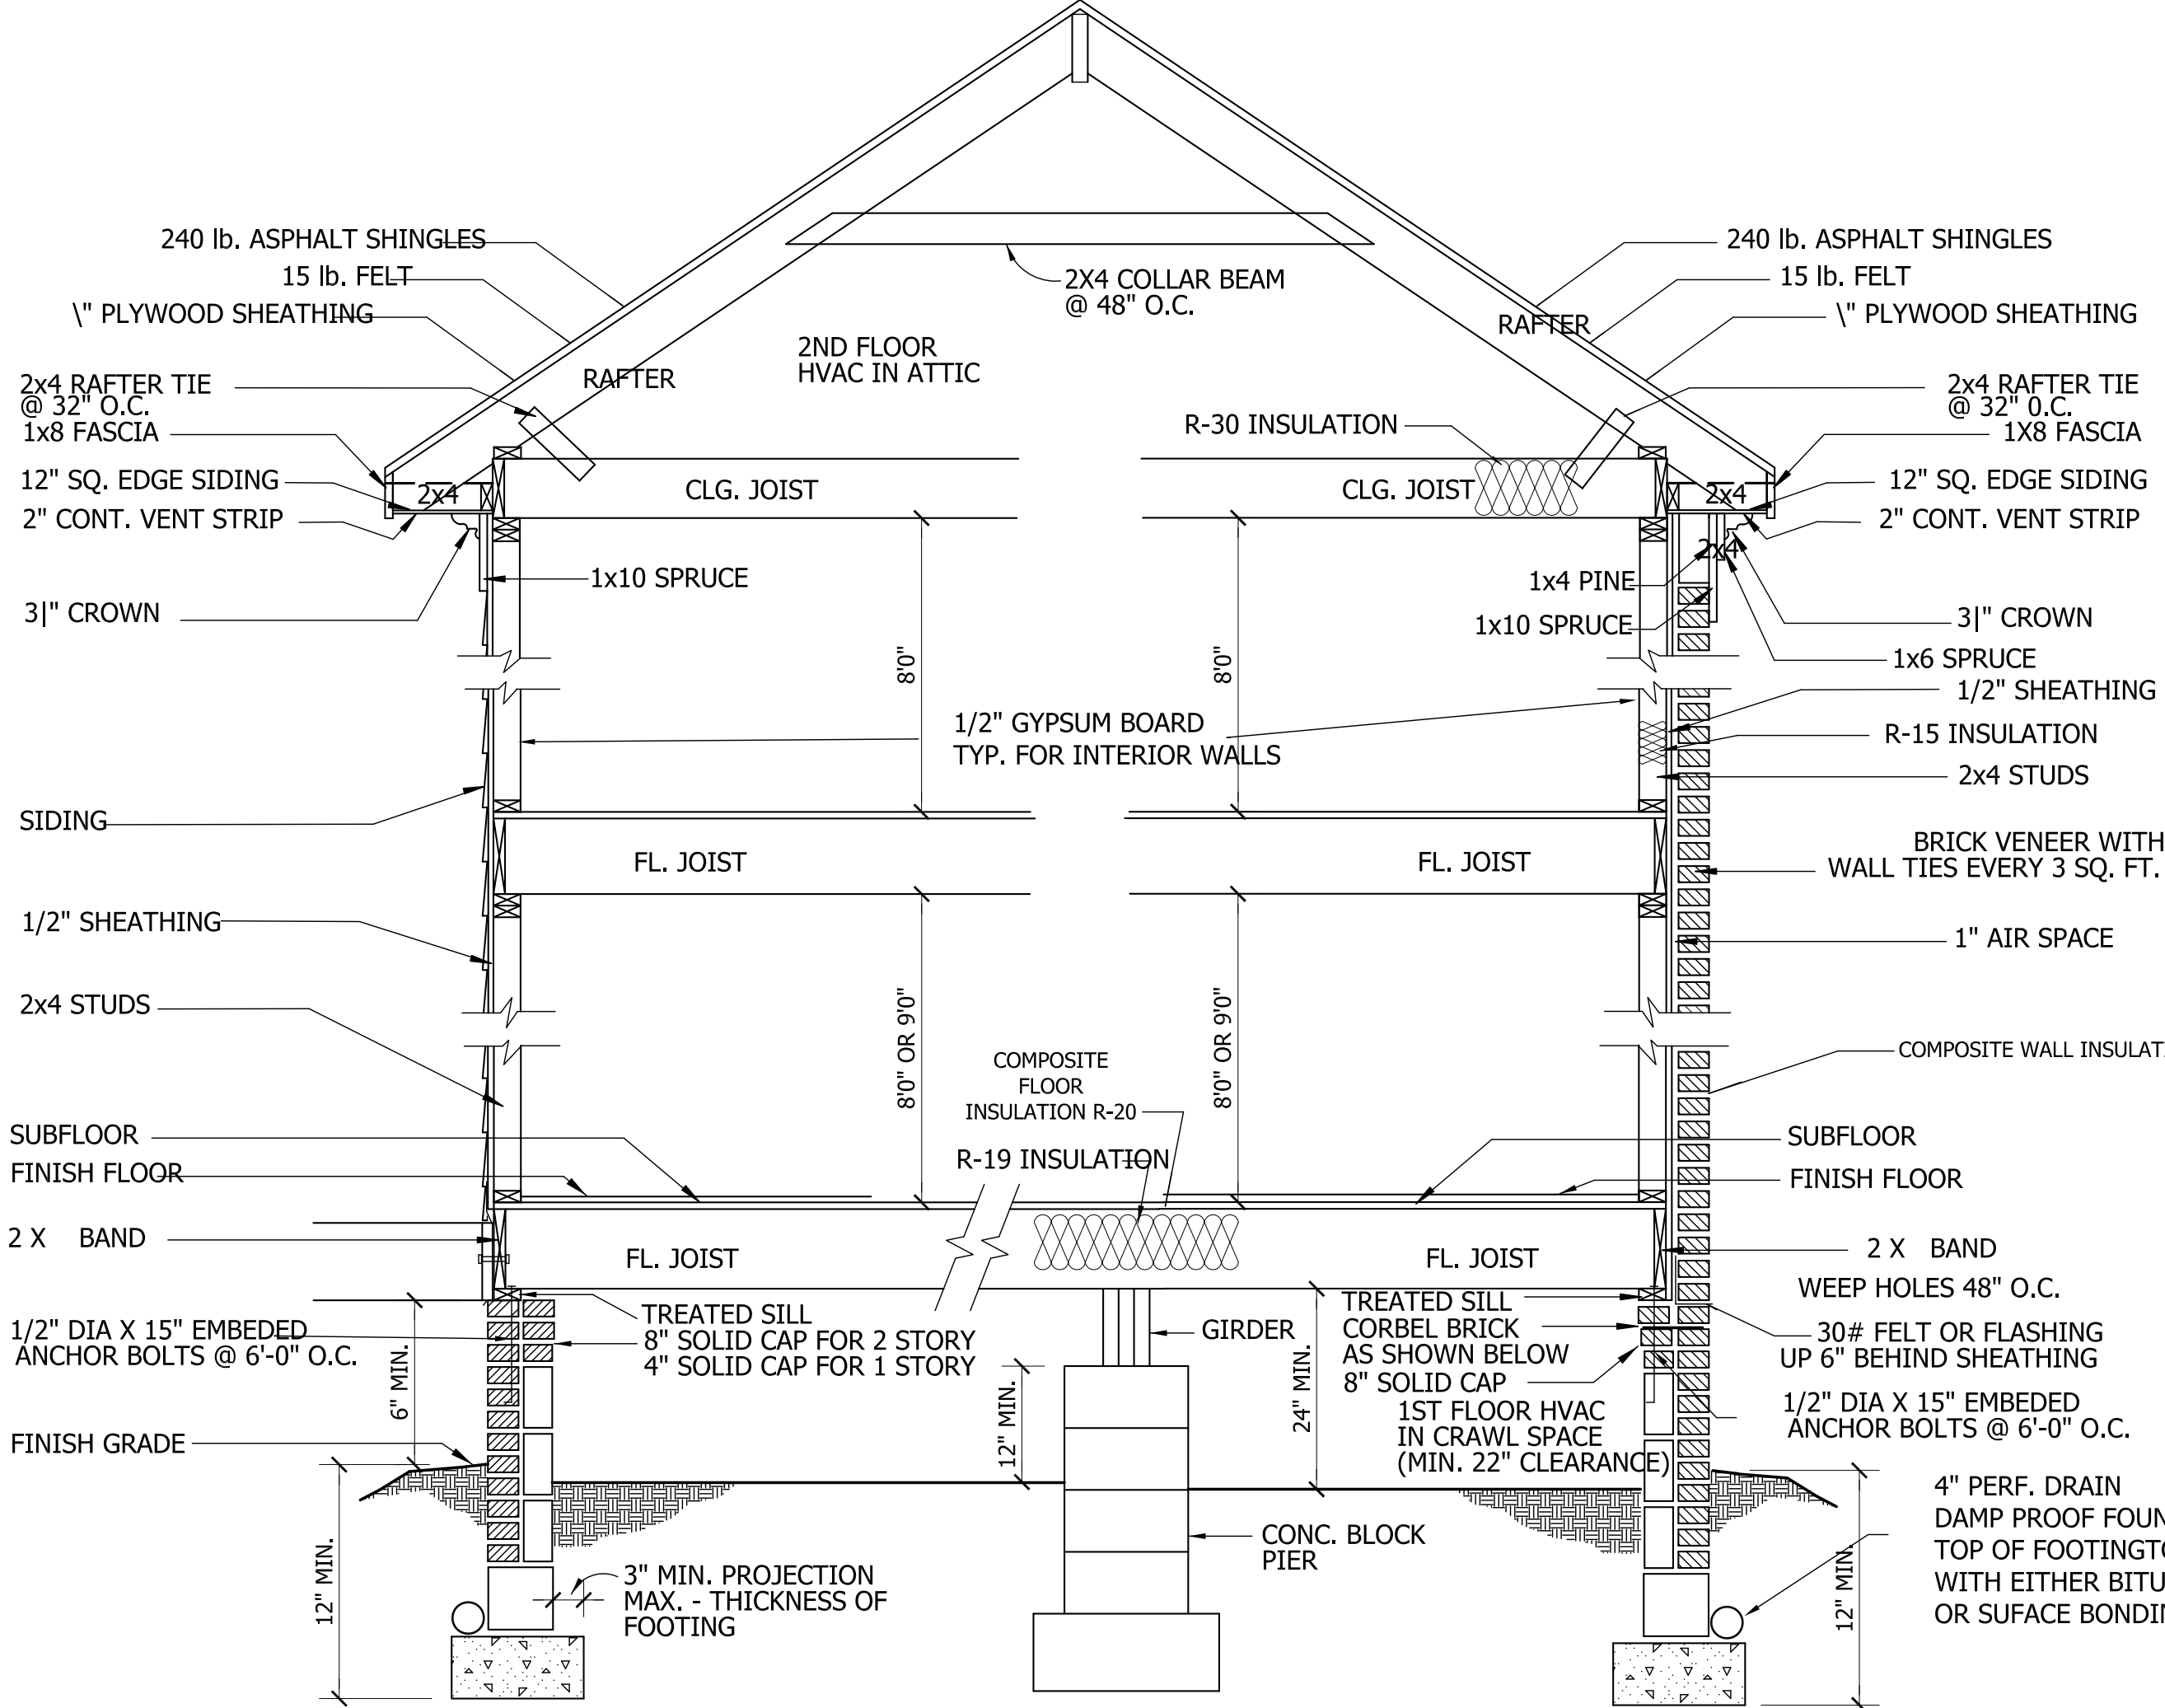 240 lb. ASPHALT SHINGLES
15 lb. FELT
\" PLYWOOD SHEATHING
2x4 RAFTER TIE
@ 32" O.C.
1x8 FASCIA
12" SQ. EDGE SIDING
2" CONT. VENT STRIP
3|" CROWN
SIDING
1/2" SHEATHING
2x4 STUDS
SUBFLOOR
FINISH FLOOR
2 X BAND
1/2" DIA X 15" EMBEDED
ANCHOR BOLTS @ 6'-0" O.C.
FINISH GRADE
12" MIN.
6" MIN.
RAFTER
2x4
1x10 SPRUCE
2X4 COLLAR BEAM
@ 48" O.C.
2ND FLOOR
HVAC IN ATTIC
R-30 INSULATION
CLG. JOIST
CLG. JOIST
8'0"
8'0"
1/2" GYPSUM BOARD
TYP. FOR INTERIOR WALLS
FL. JOIST
FL. JOIST
8'0" OR 9'0"
8'0" OR 9'0"
COMPOSITE
FLOOR
INSULATION R-20
R-19 INSULATION
FL. JOIST
FL. JOIST
TREATED SILL
8" SOLID CAP FOR 2 STORY
4" SOLID CAP FOR 1 STORY
GIRDER
12" MIN.
24" MIN.
TREATED SILL
CORBEL BRICK
AS SHOWN BELOW
8" SOLID CAP
1ST FLOOR HVAC
IN CRAWL SPACE
(MIN. 22" CLEARANCE)
CONC. BLOCK
PIER
3" MIN. PROJECTION
MAX. - THICKNESS OF
FOOTING
240 lb. ASPHALT SHINGLES
15 lb. FELT
\" PLYWOOD SHEATHING
RAFTER
2x4 RAFTER TIE
@ 32" 0.C.
1X8 FASCIA
12" SQ. EDGE SIDING
2x4
2" CONT. VENT STRIP
2x4
1x4 PINE
1x10 SPRUCE
3|" CROWN
1x6 SPRUCE
1/2" SHEATHING
R-15 INSULATION
2x4 STUDS
BRICK VENEER WITH
WALL TIES EVERY 3 SQ. FT.
1" AIR SPACE
COMPOSITE WALL
SUBFLOOR
FINISH FLOOR
2 X BAND
WEEP HOLES 48" O.C.
30# FELT OR FLASHING
UP 6" BEHIND SHEATHING
1/2" DIA X 15" EMBEDED
ANCHOR BOLTS @ 6'-0" O.C.
12" MIN.
4" PERF. DRAIN
DAMP PROOF
TOP OF
WITH EITHER
OR SUFACE